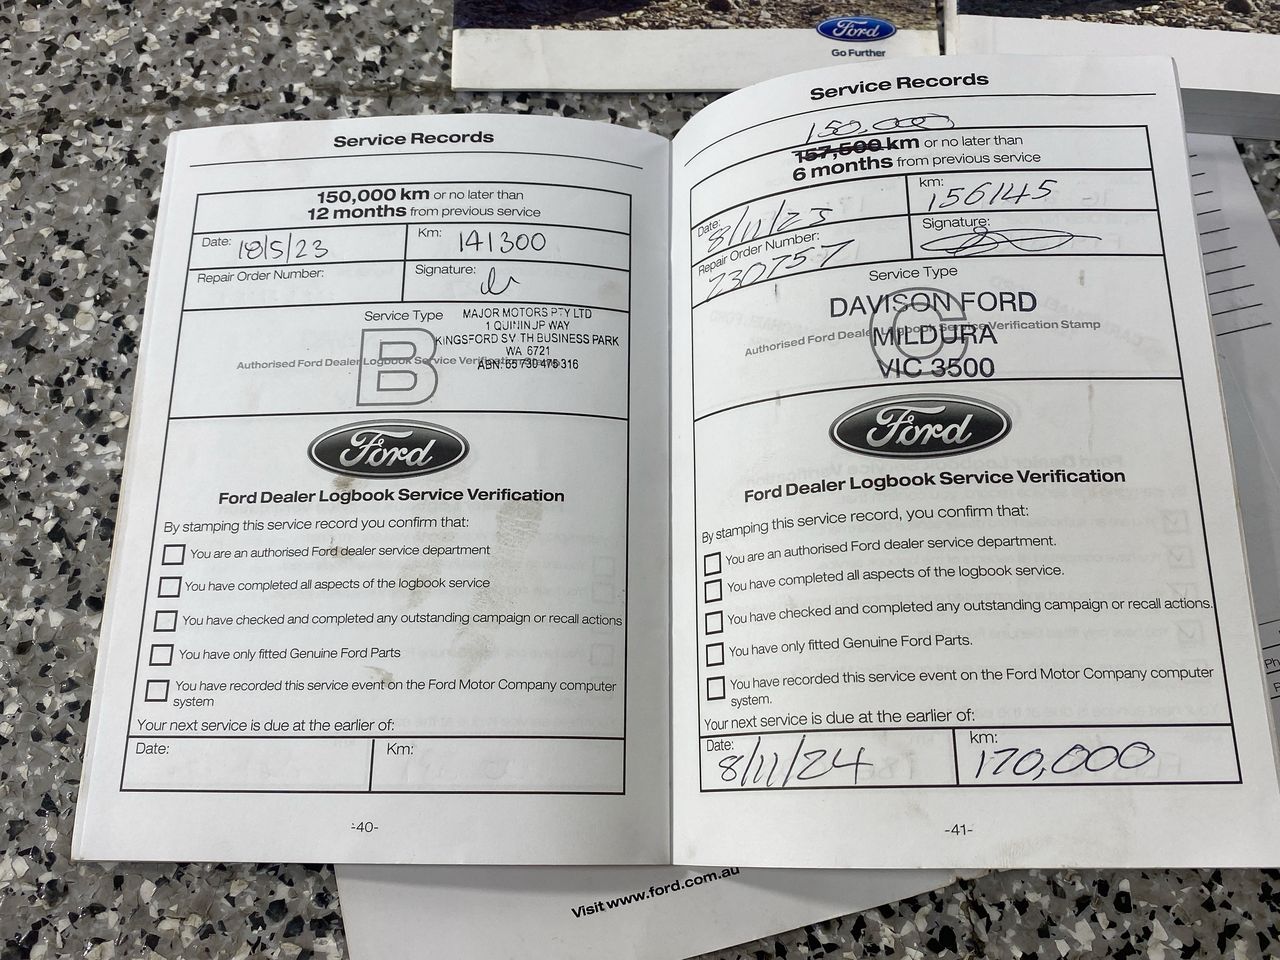 Ford
Go Further
Service Records
150,000 km or no later than
12 months from previous service
Date: 18/5/23
Km: 141300
Repair Order Number:
Signature:
Service Type
MAJOR MOTORS PTY LTD
1 QUININUP WAY
KINGSFORD SMITH BUSINESS PARK
WA 6721
ABN: 65 730 475 316
B
Authorised Ford Dealer Logbook Service Verification
Ford
Ford Dealer Logbook Service Verification
By stamping this service record you confirm that:
You are an authorised Ford dealer service department
You have completed all aspects of the logbook service
You have checked and completed any outstanding campaign or recall actions
You have only fitted Genuine Ford Parts
You have recorded this service event on the Ford Motor Company computer
system
Your next service is due at the earlier of:
Date:
Km:
-40-
Service Records
150,000
157,500 km or no later than
6 months from previous service
Date: 8/11/23
km: 156145
Repair Order Number:
230757
Signature:
Service Type
DAVISON FORD
MILDURA
VIC 3500
C
Authorised Ford Dealer Logbook Service Verification Stamp
Ford
Ford Dealer Logbook Service Verification
By stamping this service record, you confirm that:
You are an authorised Ford dealer service department.
You have completed all aspects of the logbook service.
You have checked and completed any outstanding campaign or recall actions.
You have only fitted Genuine Ford Parts.
You have recorded this service event on the Ford Motor Company computer
system.
Your next service is due at the earlier of:
Date: 8/11/24
km: 170,000
-41-
Visit www.ford.com.au